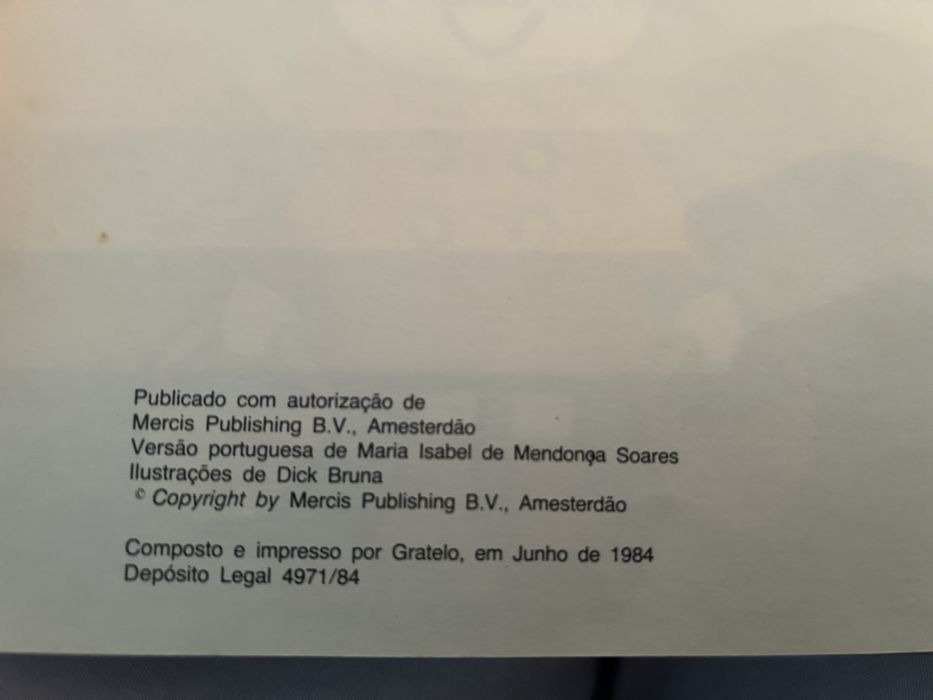 Publicado com autorização de
Mercis Publishing B.V., Amesterdão
Versão portuguesa de Maria Isabel de Mendonça Soares
Ilustrações de Dick Bruna
© Copyright by Mercis Publishing B.V., Amesterdão
Composto e impresso por Gratelo, em Junho de 1984
Depósito Legal 4971/84